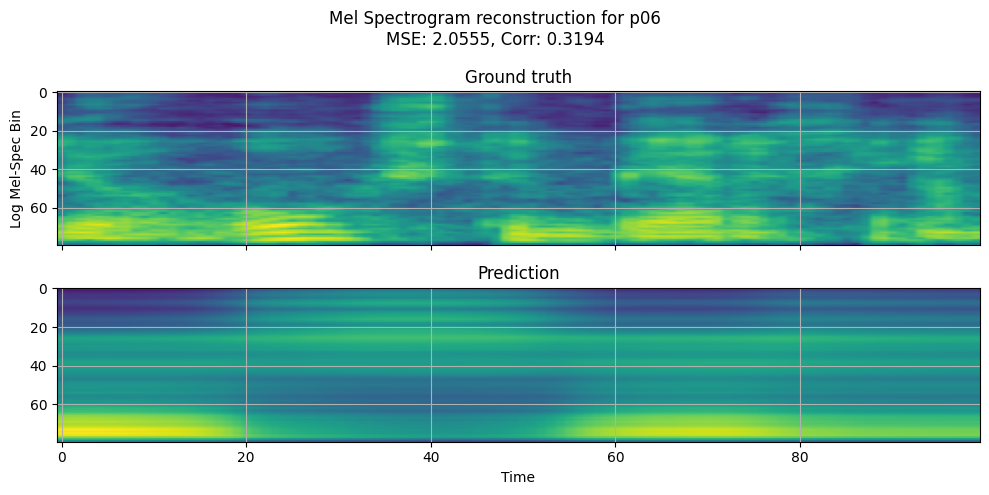 Mel Spectrogram reconstruction for p06
MSE: 2.0555, Corr: 0.3194
Ground truth
Log Mel-Spec Bin
0
20
40
60
Prediction
0
20
40
60
0 20 40 60 80
Time